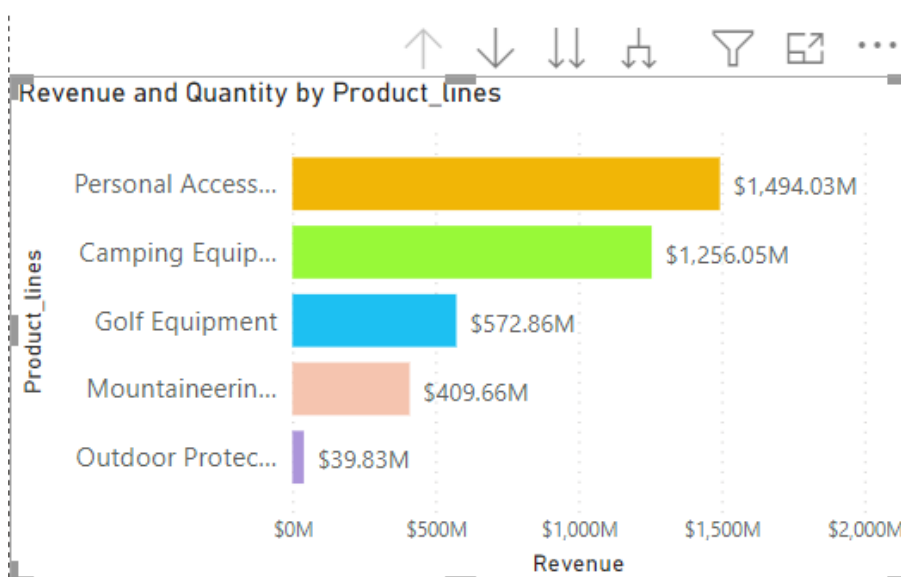 Revenue and Quantity by Product_lines
Product_lines
Personal Access... $1,494.03M
Camping Equip... $1,256.05M
Golf Equipment $572.86M
Mountaineerin... $409.66M
Outdoor Protec... $39.83M
$0M $500M $1,000M $1,500M $2,000M
Revenue